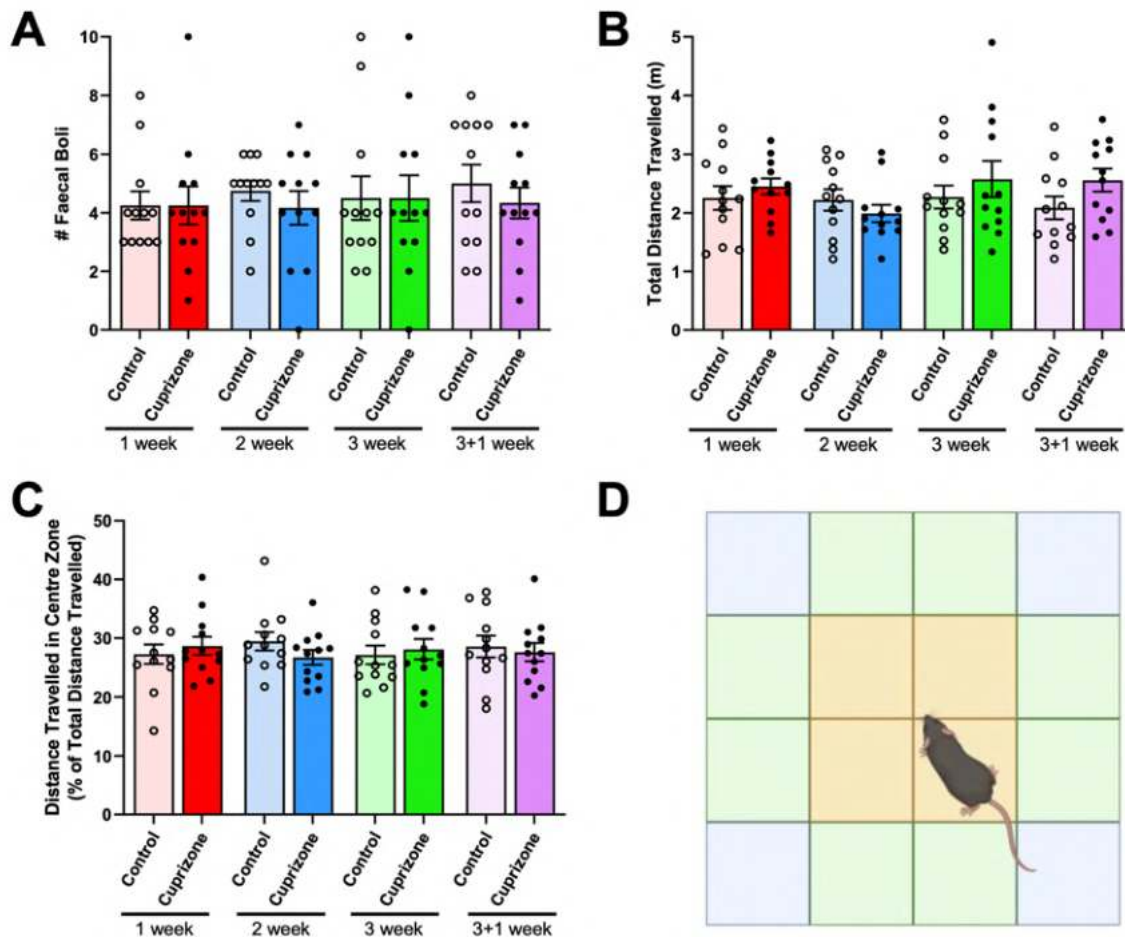 A
# Faecal Boli
10
8
6
4
2
0
Control
Cuprizone
Control
Cuprizone
Control
Cuprizone
Control
Cuprizone
1 week
2 week
3 week
3+1 week
B
Total Distance Travelled (m)
5
4
3
2
1
0
Control
Cuprizone
Control
Cuprizone
Control
Cuprizone
Control
Cuprizone
1 week
2 week
3 week
3+1 week
C
Distance Travelled in Centre Zone
(% of Total Distance Travelled)
50
40
30
20
10
0
Control
Cuprizone
Control
Cuprizone
Control
Cuprizone
Control
Cuprizone
1 week
2 week
3 week
3+1 week
D